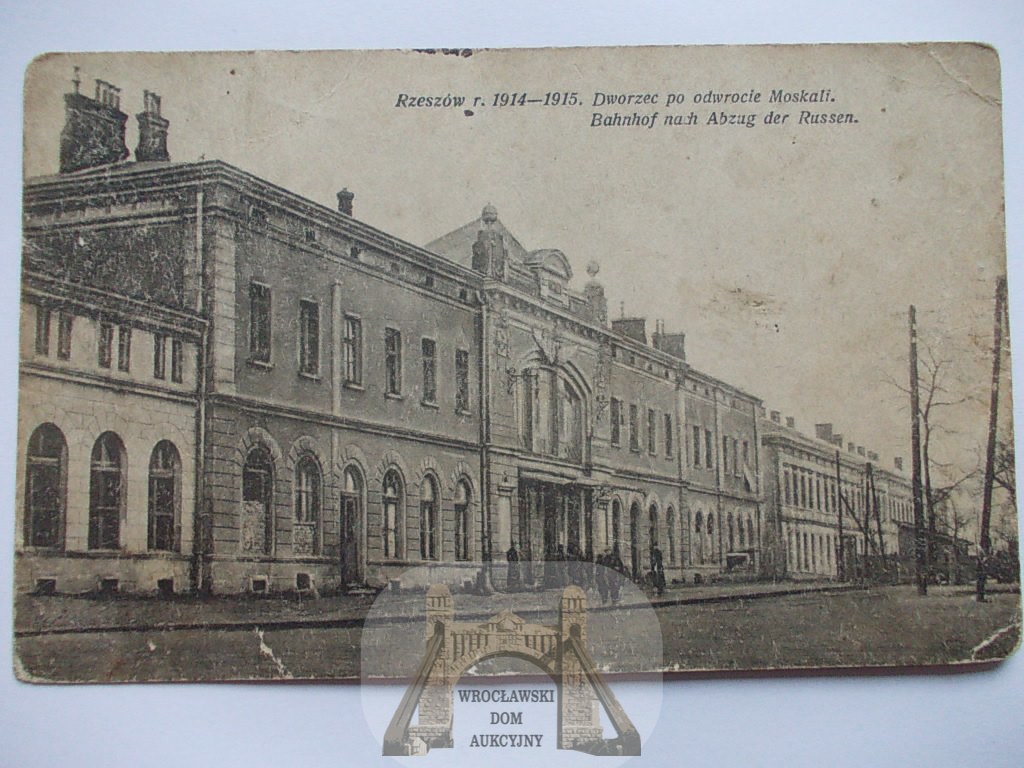 Rzeszów r. 1914—1915. Dworzec po odwrocie Moskali.
Bahnhof nach Abzug der Russen.
WROCŁAWSKI
DOM
AUKCYJNY